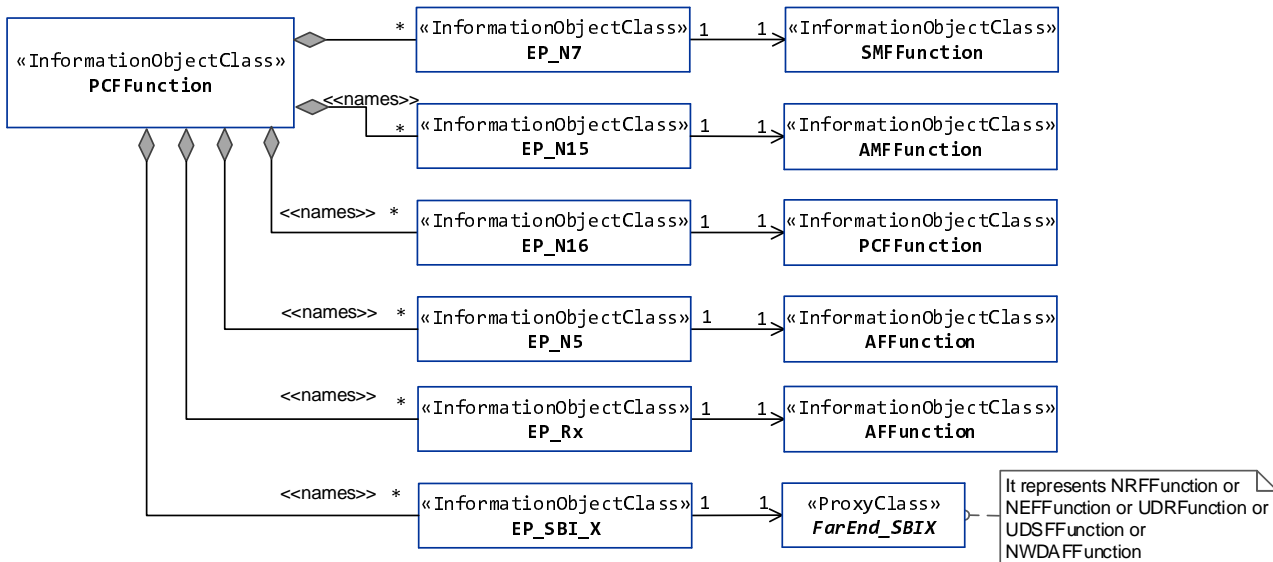 «InformationObjectClass»
PCFFunction
*
«InformationObjectClass»
EP_N7
1
1
«InformationObjectClass»
SMFFunction
<<names>>
*
«InformationObjectClass»
EP_N15
1
1
«InformationObjectClass»
AMFFunction
<<names>> *
«InformationObjectClass»
EP_N16
1
1
«InformationObjectClass»
PCFFunction
<<names>> *
«InformationObjectClass»
EP_N5
1
1
«InformationObjectClass»
AFFunction
<<names>> *
«InformationObjectClass»
EP_Rx
1
1
«InformationObjectClass»
AFFunction
<<names>> *
«InformationObjectClass»
EP_SBI_X
1
1
«ProxyClass»
FarEnd_SBIX
It represents NRFFunction or
NEFFunction or UDRFunction or
UDSFFunction or
NWDAFFunction